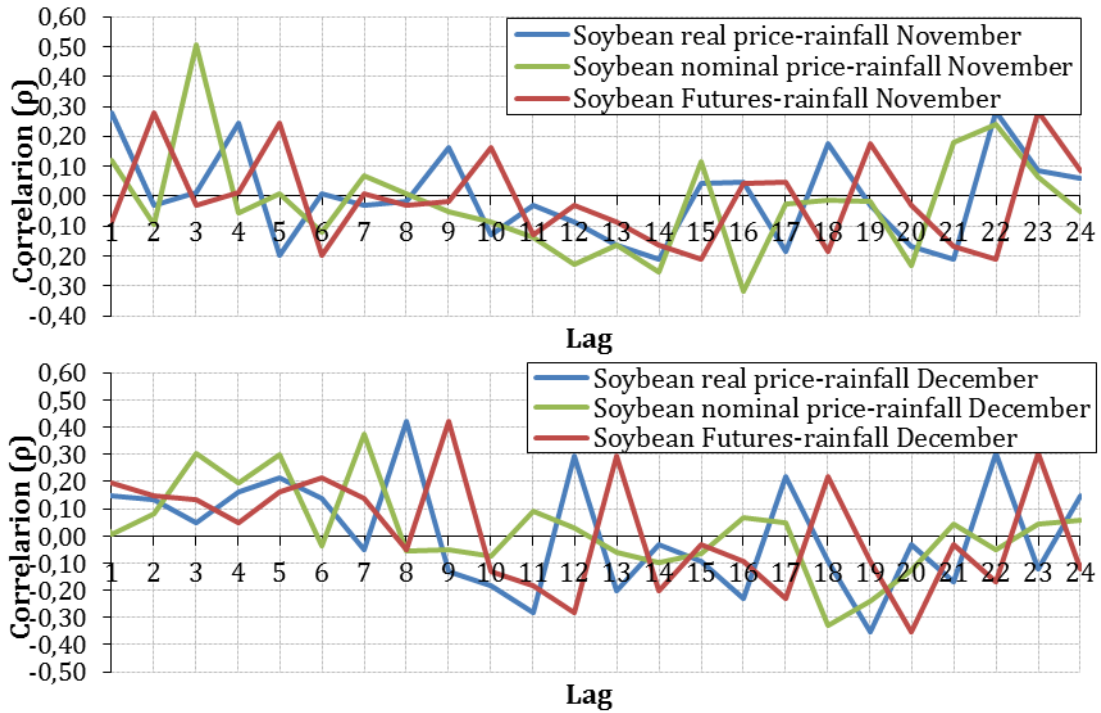 0,60
0,50
0,40
0,30
0,20
0,10
0,00
-0,10
-0,20
-0,30
-0,40
Correlarion (ρ)
Soybean real price-rainfall November
Soybean nominal price-rainfall November
Soybean Futures-rainfall November
1 2 3 4 5 6 7 8 9 10 11 12 13 14 15 16 17 18 19 20 21 22 23 24
Lag
0,60
0,50
0,40
0,30
0,20
0,10
0,00
-0,10
-0,20
-0,30
-0,40
-0,50
Correlarion (ρ)
Soybean real price-rainfall December
Soybean nominal price-rainfall December
Soybean Futures-rainfall December
1 2 3 4 5 6 7 8 9 10 11 12 13 14 15 16 17 18 19 20 21 22 23 24
Lag